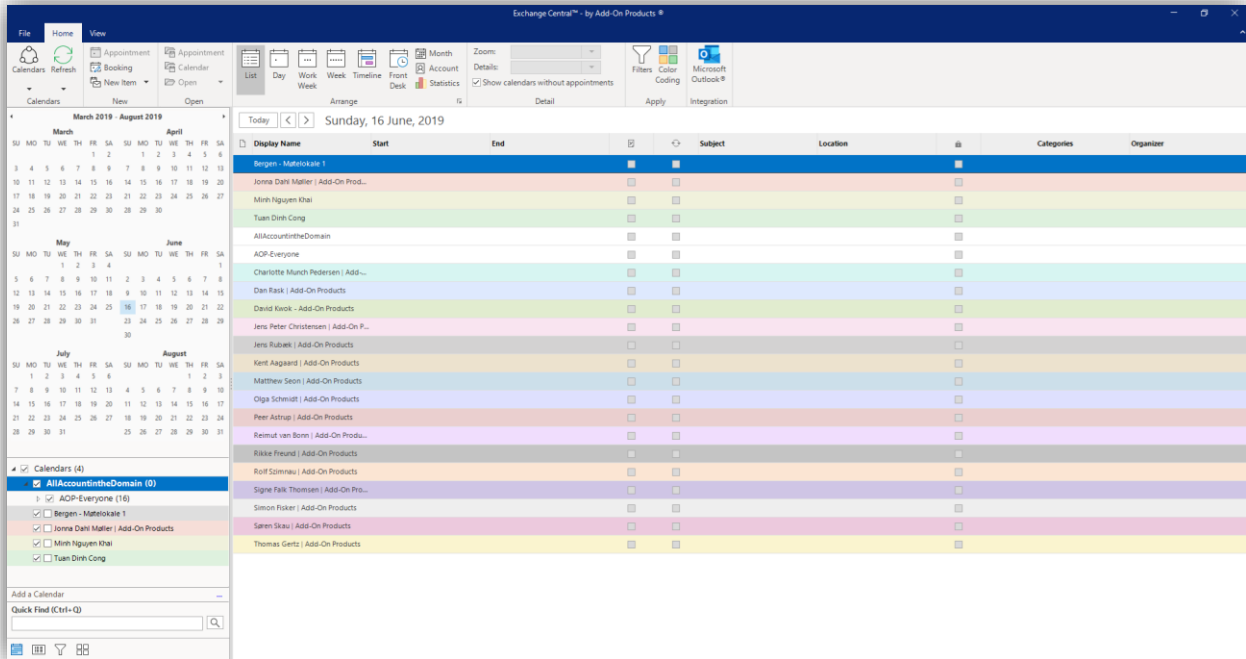 Exchange Central™ - by Add-On Products ®
File Home View
Calendars Refresh
Appointment
Booking
New Item
Appointment
Calendar
Open
List Day Work Week Week Timeline Front Desk
Month
Account
Statistics
Zoom:
Details:
Show calendars without appointments
Filters Color Coding
Microsoft Outlook®
Calendars New Open Arrange Detail Apply Integration
March 2019 - August 2019
March April
SU MO TU WE TH FR SA SU MO TU WE TH FR SA
1 2 1 2 3 4 5 6
3 4 5 6 7 8 9 7 8 9 10 11 12 13
10 11 12 13 14 15 16 14 15 16 17 18 19 20
17 18 19 20 21 22 23 21 22 23 24 25 26 27
24 25 26 27 28 29 30 28 29 30
31
May June
SU MO TU WE TH FR SA SU MO TU WE TH FR SA
1 2 3 4 1
5 6 7 8 9 10 11 2 3 4 5 6 7 8
12 13 14 15 16 17 18 9 10 11 12 13 14 15
19 20 21 22 23 24 25 16 17 18 19 20 21 22
26 27 28 29 30 31 23 24 25 26 27 28 29
30
July August
SU MO TU WE TH FR SA SU MO TU WE TH FR SA
1 2 3 4 5 6 1 2 3
7 8 9 10 11 12 13 4 5 6 7 8 9 10
14 15 16 17 18 19 20 11 12 13 14 15 16 17
21 22 23 24 25 26 27 18 19 20 21 22 23 24
28 29 30 31 25 26 27 28 29 30 31
Calendars (4)
AllAccountintheDomain (0)
AOP-Everyone (16)
Bergen - Møtelokale 1
Jonna Dahl Møller | Add-On Products
Minh Nguyen Khai
Tuan Dinh Cong
Add a Calendar ...
Quick Find (Ctrl+Q)
Today Sunday, 16 June, 2019
Display Name Start End Subject Location Categories Organizer
Bergen - Møtelokale 1
Jonna Dahl Møller | Add-On Prod...
Minh Nguyen Khai
Tuan Dinh Cong
AllAccountintheDomain
AOP-Everyone
Charlotte Munch Pedersen | Add-...
Dan Rask | Add-On Products
David Kwok - Add-On Products
Jens Peter Christensen | Add-On P...
Jens Rubæk | Add-On Products
Kent Aagaard | Add-On Products
Matthew Seon | Add-On Products
Olga Schmidt | Add-On Products
Peer Astrup | Add-On Products
Reimut van Bonn | Add-On Produ...
Rikke Freund | Add-On Products
Rolf Szimnau | Add-On Products
Signe Falk Thomsen | Add-On Pro...
Simon Fisker | Add-On Products
Søren Skau | Add-On Products
Thomas Gertz | Add-On Products